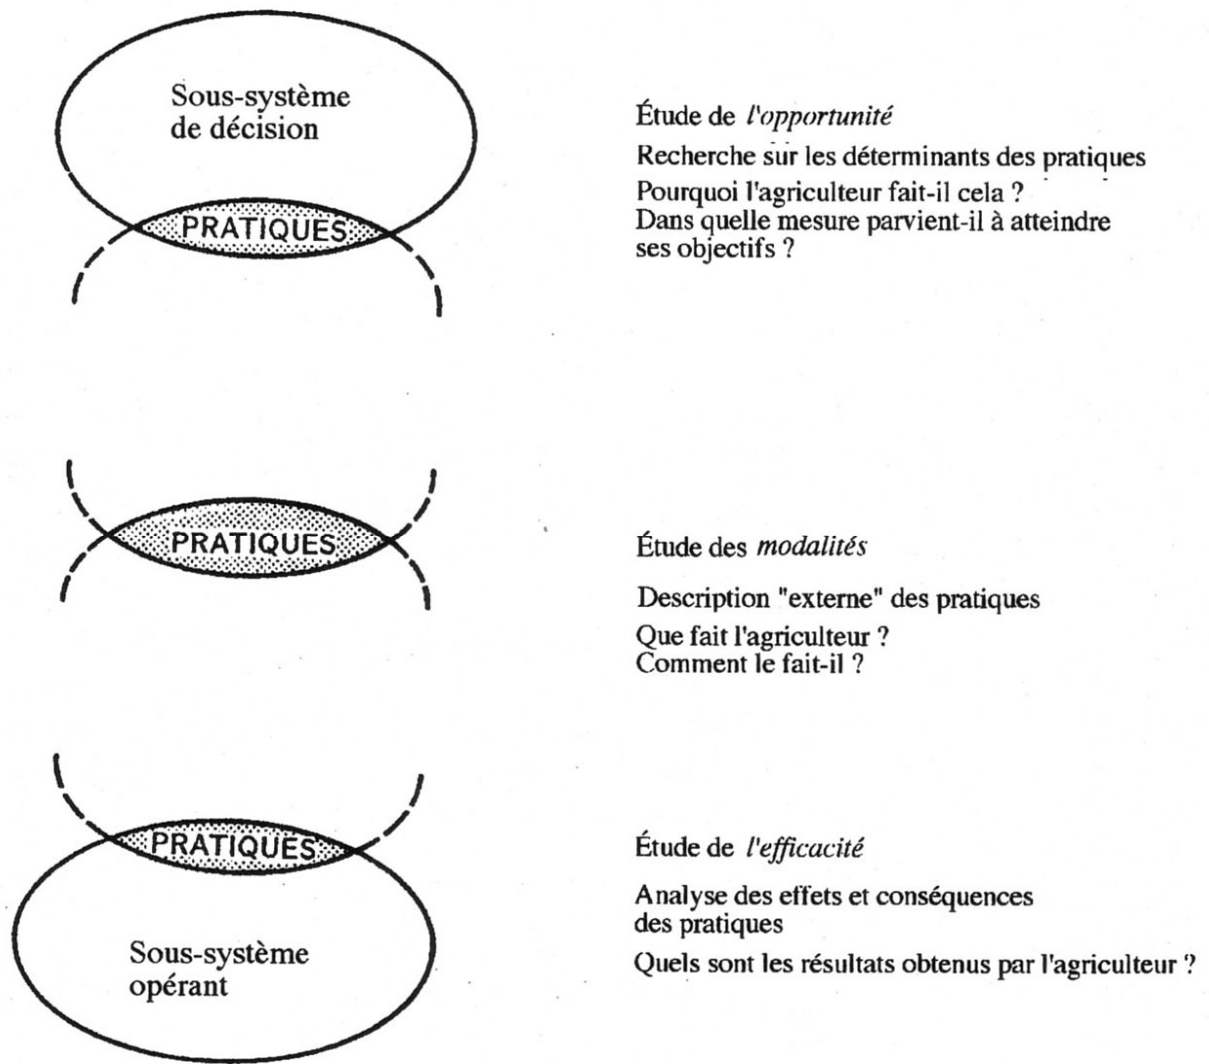 Sous-système
de décision
PRATIQUES
Étude de l'opportunité
Recherche sur les déterminants des pratiques
Pourquoi l'agriculteur fait-il cela ?
Dans quelle mesure parvient-il à atteindre
ses objectifs ?
PRATIQUES
Étude des modalités
Description "externe" des pratiques
Que fait l'agriculteur ?
Comment le fait-il ?
PRATIQUES
Sous-système
opérant
Étude de l'efficacité
Analyse des effets et conséquences
des pratiques
Quels sont les résultats obtenus par l'agriculteur ?